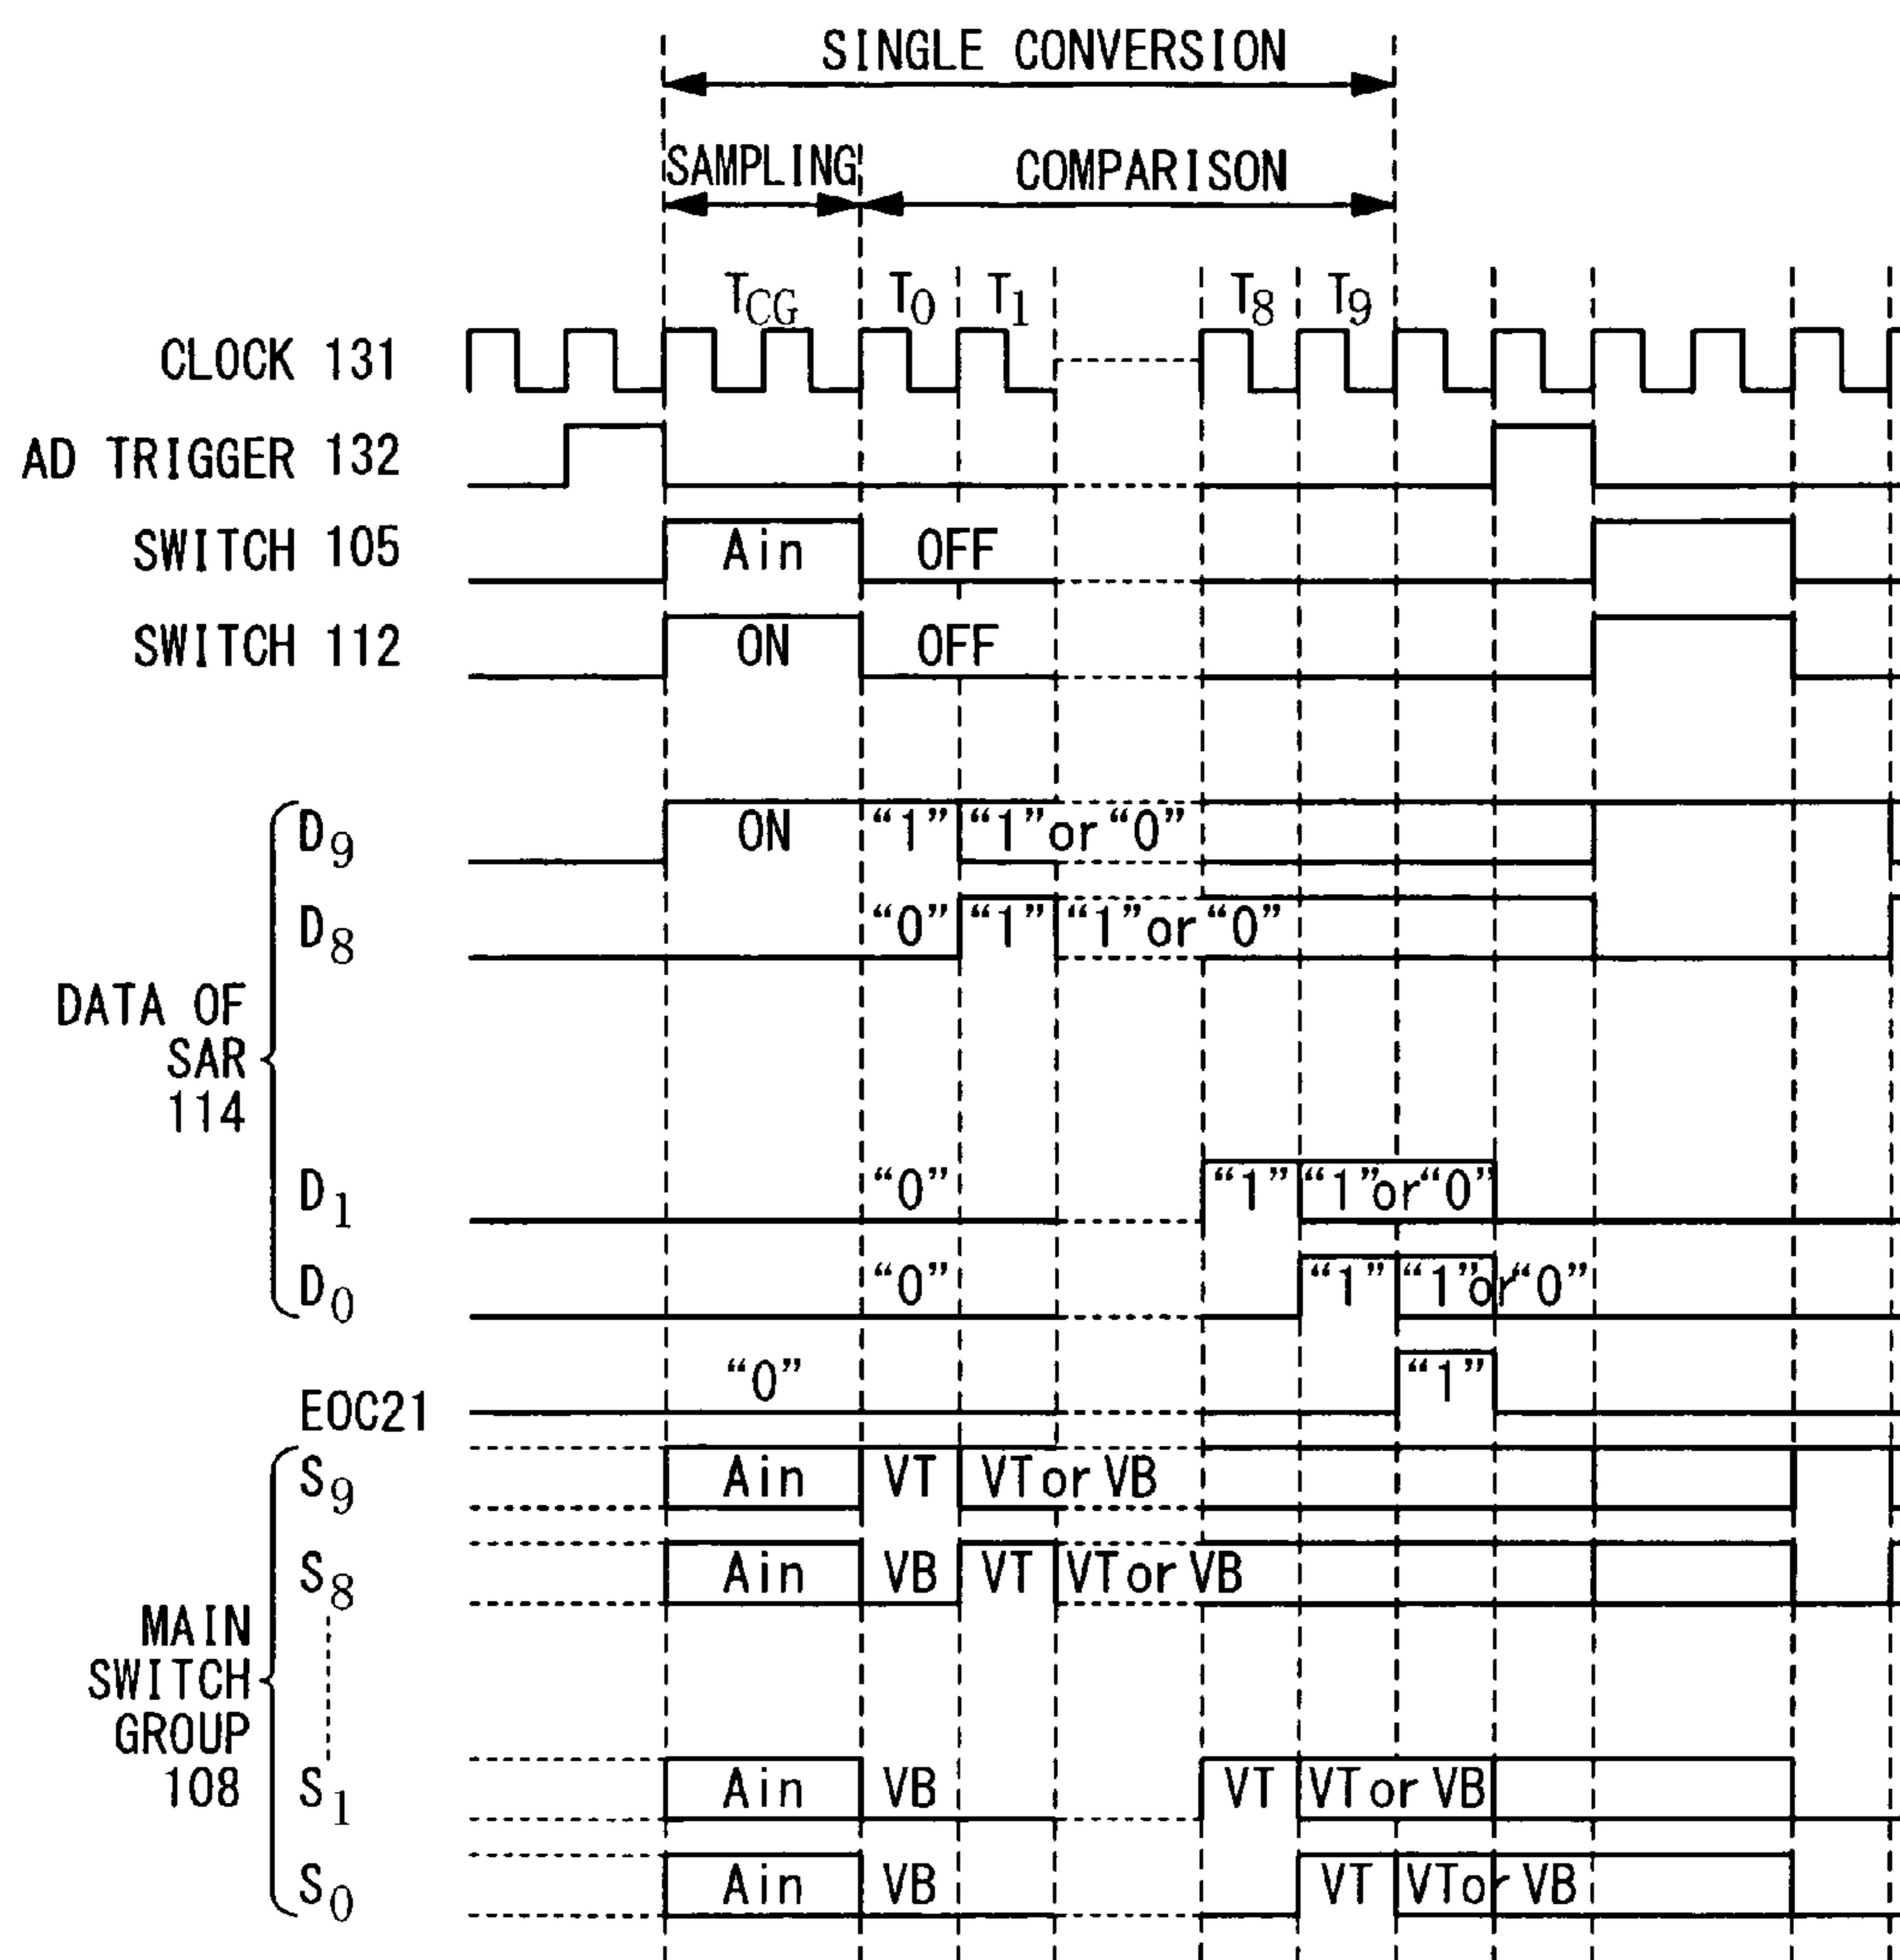 SINGLE CONVERSION
SAMPLING COMPARISON
TCG T0 T1 T8 T9
CLOCK 131
AD TRIGGER 132
SWITCH 105 Ain OFF
SWITCH 112 ON OFF
D9 ON “1” “1” or “0”
D8 “0” “1” “1” or “0”
DATA OF
SAR
114
D1 “0” “1” “1” or “0”
D0 “0” “1” “1” or “0”
EOC21 “0” “1”
S9 Ain VT VT or VB
S8 Ain VB VT VT or VB
MAIN
SWITCH
GROUP
108
S1 Ain VB VT VT or VB
S0 Ain VB VT VT or VB